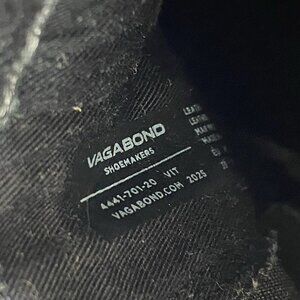 VAGABOND
SHOEMAKERS
4441-701-20 VIT
VAGABOND.COM 2025